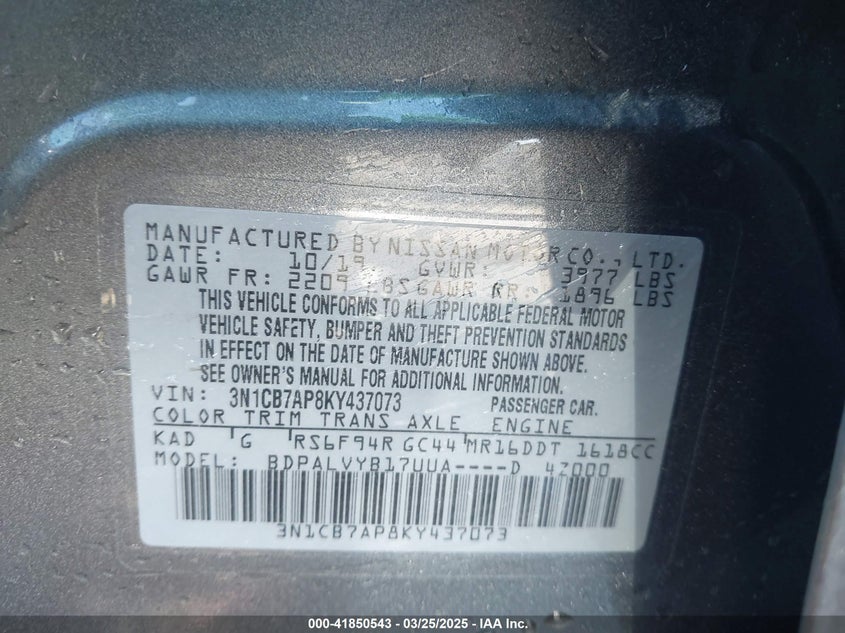 MANUFACTURED BY NISSAN MOTOR CO., LTD.
DATE: 10/19 GVWR: 3977 LBS
GAWR FR: 2209 LBS GAWR RR: 1896 LBS
THIS VEHICLE CONFORMS TO ALL APPLICABLE FEDERAL MOTOR
VEHICLE SAFETY, BUMPER AND THEFT PREVENTION STANDARDS
IN EFFECT ON THE DATE OF MANUFACTURE SHOWN ABOVE.
SEE OWNER'S MANUAL FOR ADDITIONAL INFORMATION.
VIN: 3N1CB7AP8KY437073 PASSENGER CAR.
COLOR TRIM TRANS AXLE ENGINE
KAD G RS6F94R GC44 MR16DDT 1618CC
MODEL: BDPALVYB17UUA----D 4Z000
3N1CB7AP8KY437073
000-41850543 - 03/25/2025 - IAA Inc.